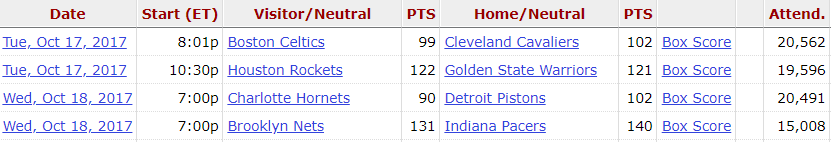 Date Start (ET) Visitor/Neutral PTS Home/Neutral PTS Attend.
Tue, Oct 17, 2017 8:01p Boston Celtics 99 Cleveland Cavaliers 102 Box Score 20,562
Tue, Oct 17, 2017 10:30p Houston Rockets 122 Golden State Warriors 121 Box Score 19,596
Wed, Oct 18, 2017 7:00p Charlotte Hornets 90 Detroit Pistons 102 Box Score 20,491
Wed, Oct 18, 2017 7:00p Brooklyn Nets 131 Indiana Pacers 140 Box Score 15,008